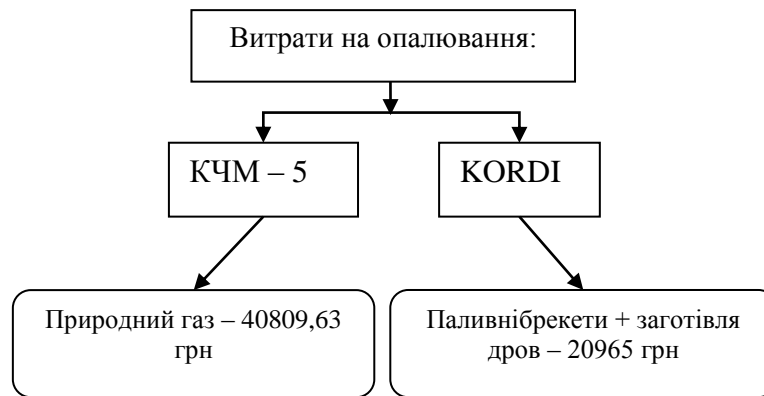 Витрати на опалювання:
КЧМ – 5
KORDI
Природний газ – 40809,63
грн
Паливнібрекети + заготівля
дров – 20965 грн